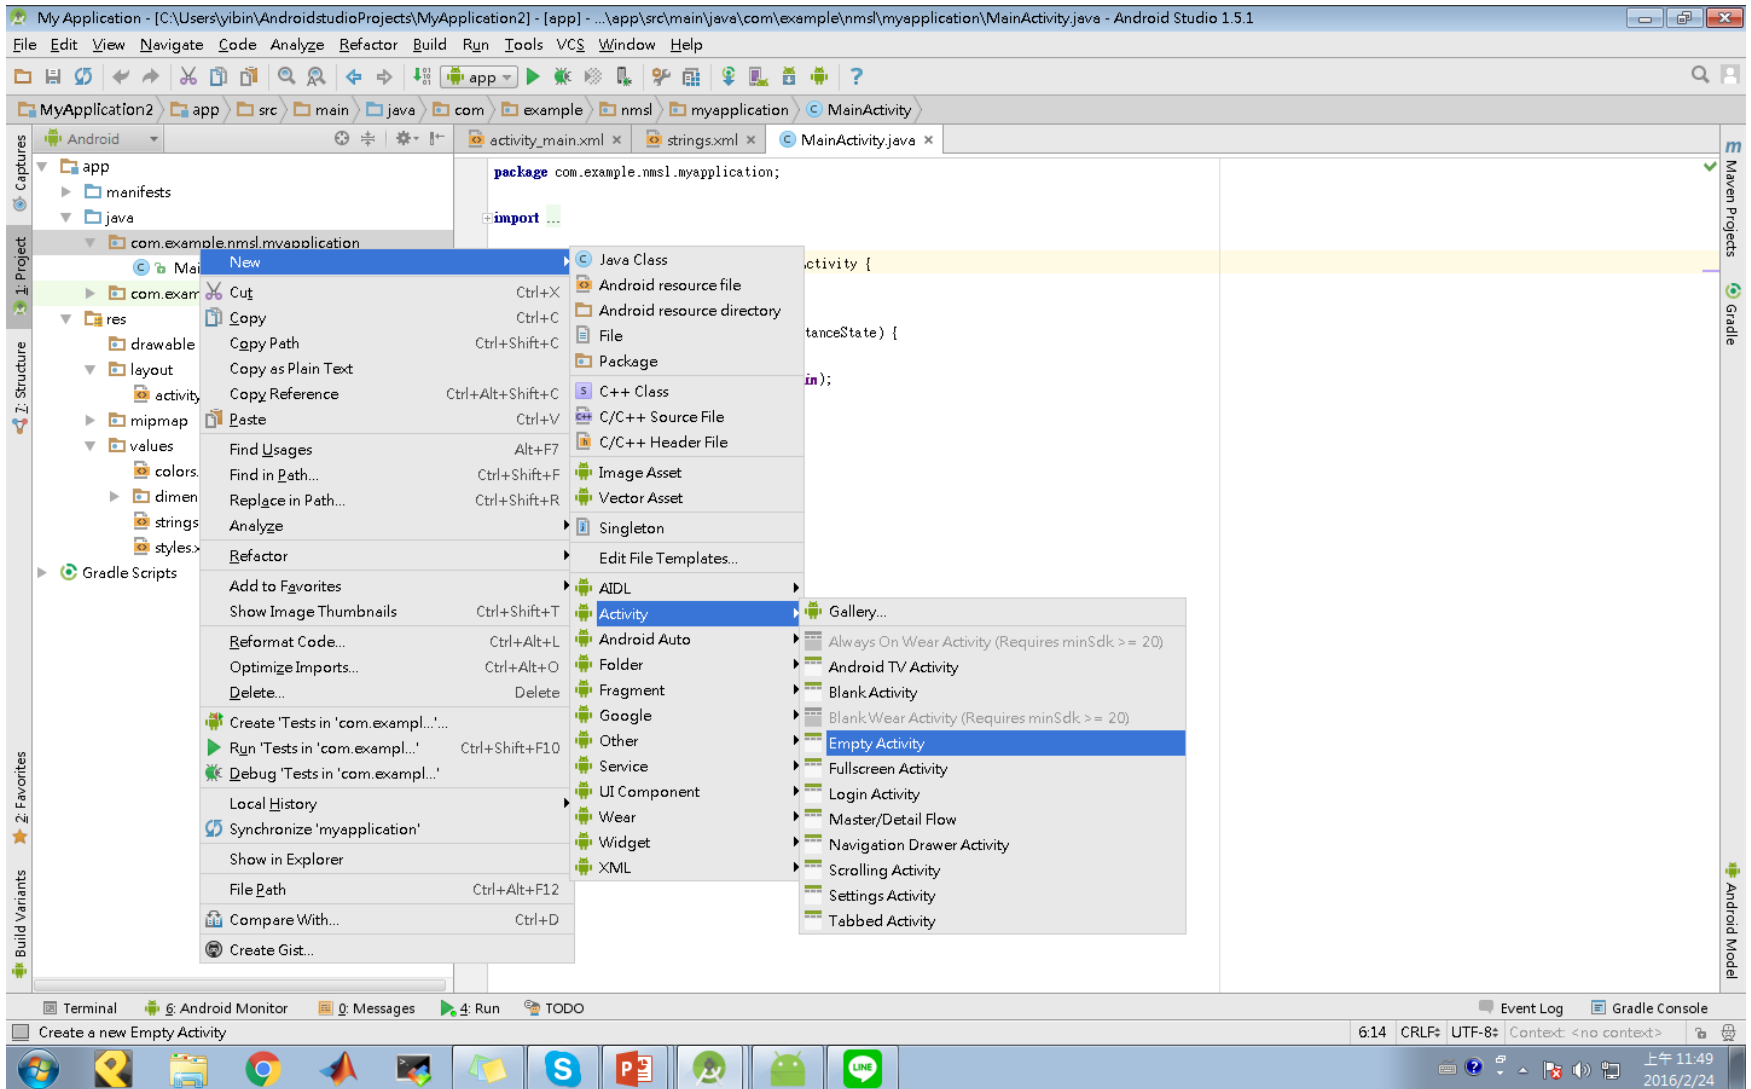 My Application - [C:\Users\yibin\AndroidstudioProjects\MyApplication2] - [app] - ...\app\src\main\java\com\example\nmsl\myapplication\MainActivity.java - Android Studio 1.5.1
File Edit View Navigate Code Analyze Refactor Build Run Tools VCS Window Help
app
MyApplication2 app src main java com example nmsl myapplication MainActivity
Android
activity_main.xml strings.xml MainActivity.java
Captures
1: Project
7: Structure
2: Favorites
Build Variants
app
manifests
java
com.example.nmsl.myapplication
Mai
com.exam
res
drawable
layout
activity
mipmap
values
colors.
dimen
strings
styles.x
Gradle Scripts
package com.example.nmsl.myapplication;
import ...
Activity {
tanceState) {
in);
New
Cut Ctrl+X
Copy Ctrl+C
Copy Path Ctrl+Shift+C
Copy as Plain Text
Copy Reference Ctrl+Alt+Shift+C
Paste Ctrl+V
Find Usages Alt+F7
Find in Path... Ctrl+Shift+F
Replace in Path... Ctrl+Shift+R
Analyze
Refactor
Add to Favorites
Show Image Thumbnails Ctrl+Shift+T
Reformat Code... Ctrl+Alt+L
Optimize Imports... Ctrl+Alt+O
Delete... Delete
Create 'Tests in 'com.exampl...'...
Run 'Tests in 'com.exampl...' Ctrl+Shift+F10
Debug 'Tests in 'com.exampl...'
Local History
Synchronize 'myapplication'
Show in Explorer
File Path Ctrl+Alt+F12
Compare With... Ctrl+D
Create Gist...
Java Class
Android resource file
Android resource directory
File
Package
C++ Class
C/C++ Source File
C/C++ Header File
Image Asset
Vector Asset
Singleton
Edit File Templates...
AIDL
Activity
Android Auto
Folder
Fragment
Google
Other
Service
UI Component
Wear
Widget
XML
Gallery...
Always On Wear Activity (Requires minSdk >= 20)
Android TV Activity
Blank Activity
Blank Wear Activity (Requires minSdk >= 20)
Empty Activity
Fullscreen Activity
Login Activity
Master/Detail Flow
Navigation Drawer Activity
Scrolling Activity
Settings Activity
Tabbed Activity
Maven Projects
Gradle
Android Model
Terminal 6: Android Monitor 0: Messages 4: Run TODO Event Log Gradle Console
Create a new Empty Activity 6:14 CRLF UTF-8 Context: <no context>
LINE
上午 11:49
2016/2/24